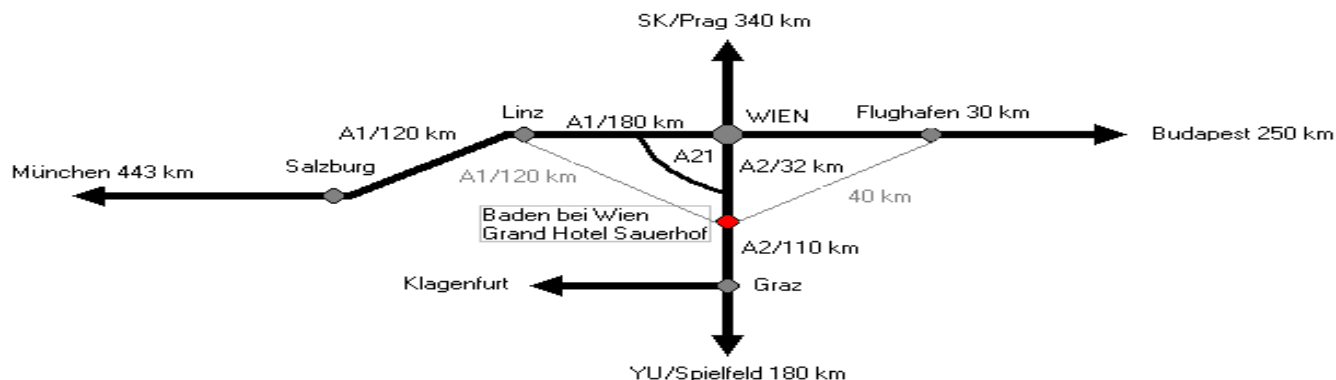 SK/Prag 340 km
Linz
WIEN
Flughafen 30 km
A1/120 km
A1/180 km
Budapest 250 km
Salzburg
A21
A2/32 km
München 443 km
A1/120 km
40 km
Baden bei Wien
Grand Hotel Sauerhof
A2/110 km
Klagenfurt
Graz
YU/Spielfeld 180 km